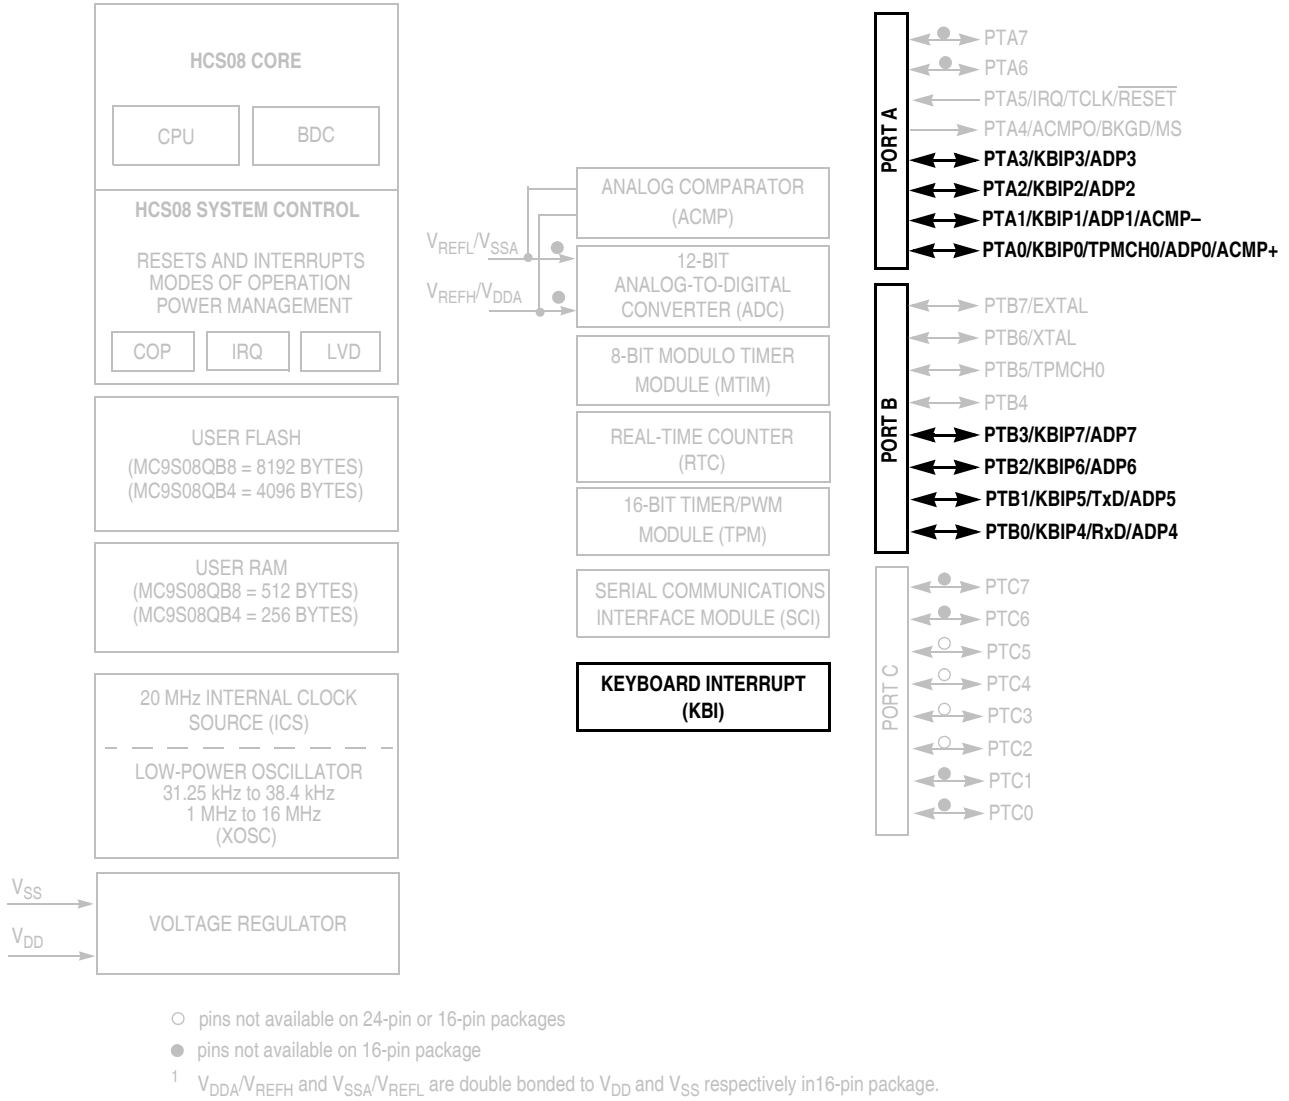 HCS08 CORE
CPU
BDC
HCS08 SYSTEM CONTROL
RESETS AND INTERRUPTS
MODES OF OPERATION
POWER MANAGEMENT
COP
IRQ
LVD
USER FLASH
(MC9S08QB8 = 8192 BYTES)
(MC9S08QB4 = 4096 BYTES)
USER RAM
(MC9S08QB8 = 512 BYTES)
(MC9S08QB4 = 256 BYTES)
20 MHz INTERNAL CLOCK
SOURCE (ICS)
LOW-POWER OSCILLATOR
31.25 kHz to 38.4 kHz
1 MHz to 16 MHz
(XOSC)
VSS
VDD
VOLTAGE REGULATOR
VREFL/VSSA
VREFH/VDDA
ANALOG COMPARATOR
(ACMP)
12-BIT
ANALOG-TO-DIGITAL
CONVERTER (ADC)
8-BIT MODULO TIMER
MODULE (MTIM)
REAL-TIME COUNTER
(RTC)
16-BIT TIMER/PWM
MODULE (TPM)
SERIAL COMMUNICATIONS
INTERFACE MODULE (SCI)
KEYBOARD INTERRUPT
(KBI)
PORT A
PTA7
PTA6
PTA5/IRQ/TCLK/RESET
PTA4/ACMPO/BKGD/MS
PTA3/KBIP3/ADP3
PTA2/KBIP2/ADP2
PTA1/KBIP1/ADP1/ACMP–
PTA0/KBIP0/TPMCH0/ADP0/ACMP+
PORT B
PTB7/EXTAL
PTB6/XTAL
PTB5/TPMCH0
PTB4
PTB3/KBIP7/ADP7
PTB2/KBIP6/ADP6
PTB1/KBIP5/TxD/ADP5
PTB0/KBIP4/RxD/ADP4
PORT C
PTC7
PTC6
PTC5
PTC4
PTC3
PTC2
PTC1
PTC0
pins not available on 24-pin or 16-pin packages
pins not available on 16-pin package
1 VDDA/VREFH and VSSA/VREFL are double bonded to VDD and VSS respectively in16-pin package.